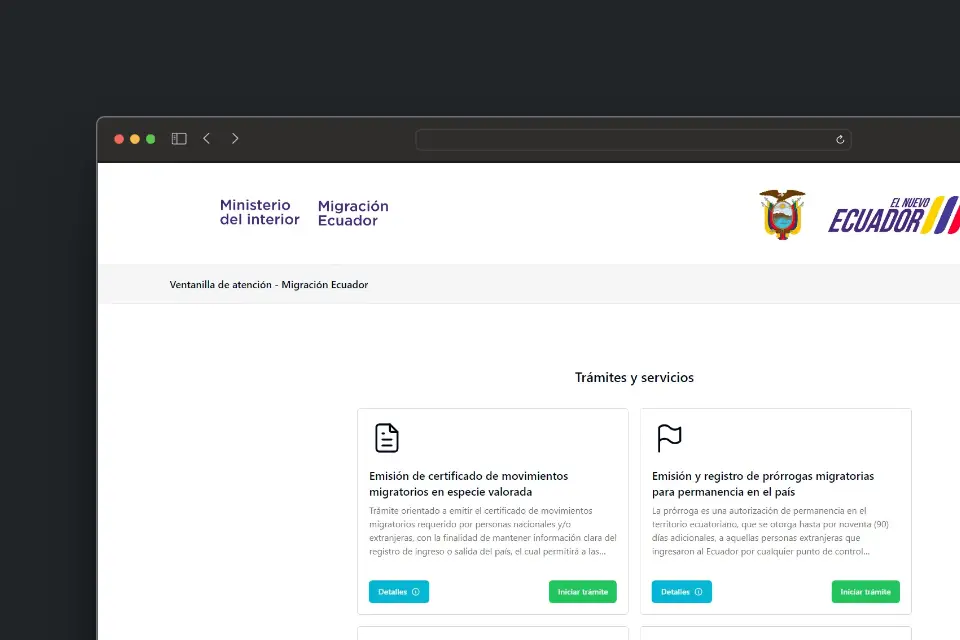 Ministerio
del interior
Migración
Ecuador
EL NUEVO
ECUADOR
Ventanilla de atención - Migración Ecuador
Trámites y servicios
Emisión de certificado de movimientos
migratorios en especie valorada
Trámite orientado a emitir el certificado de movimientos
migratorios requerido por personas nacionales y/o
extranjeras, con la finalidad de mantener información clara del
registro de ingreso o salida del país, el cual permitirá a las...
Detalles
Iniciar trámite
Emisión y registro de prórrogas migratorias
para permanencia en el país
La prórroga es una autorización de permanencia en el
territorio ecuatoriano, que se otorga hasta por noventa (90)
días adicionales, a aquellas personas extranjeras que
ingresaron al Ecuador por cualquier punto de control...
Detalles
Iniciar trámite